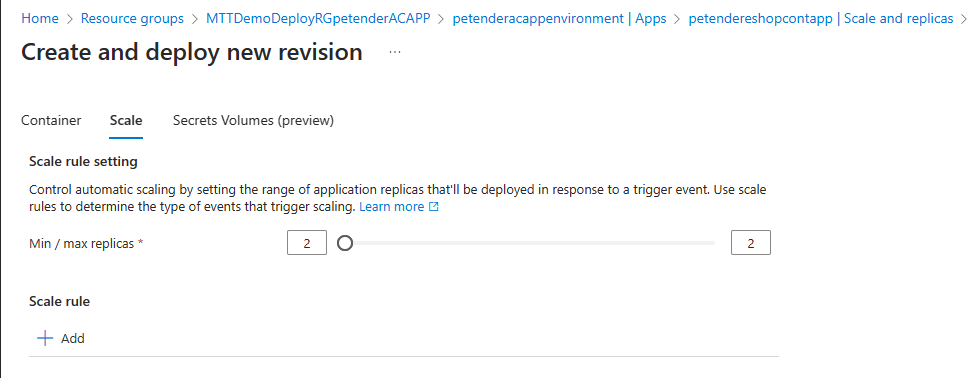 Home > Resource groups > MTTDemoDeployRGpetenderACAPP > petenderacappenvironment | Apps > petendereshopcontapp | Scale and replicas >
Create and deploy new revision ...
Container Scale Secrets Volumes (preview)
Scale rule setting
Control automatic scaling by setting the range of application replicas that'll be deployed in response to a trigger event. Use scale
rules to determine the type of events that trigger scaling. Learn more
Min / max replicas * 2 2
Scale rule
+ Add